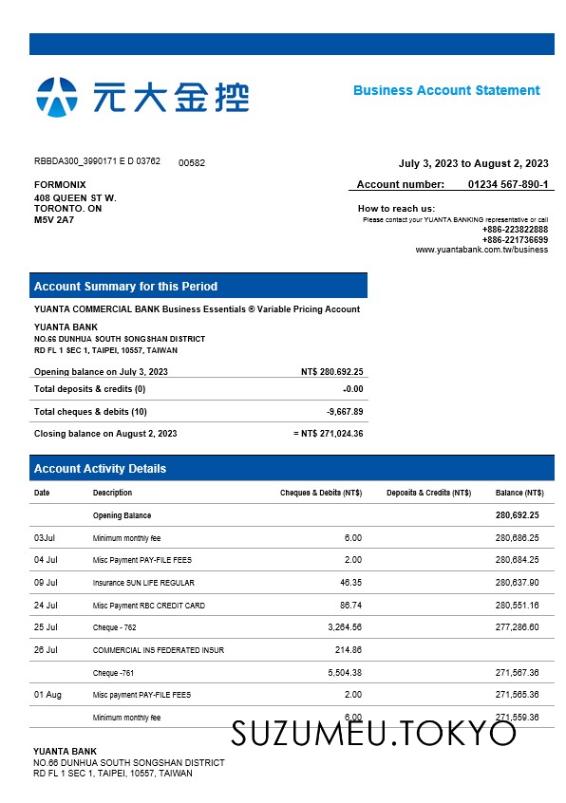 元大金控
Business Account Statement
RBBDA300_3990171 E D 03762 00582
July 3, 2023 to August 2, 2023
FORMONIX
408 QUEEN ST W.
TORONTO. ON
M5V 2A7
Account number: 01234 567-890-1
How to reach us:
Please contact your YUANTA BANKING representative or call
+886-223822888
+886-221736699
www.yuantabank.com.tw/business
Account Summary for this Period
YUANTA COMMERCIAL BANK Business Essentials ® Variable Pricing Account
YUANTA BANK
NO.66 DUNHUA SOUTH SONGSHAN DISTRICT
RD FL 1 SEC 1, TAIPEI, 10557, TAIWAN
Opening balance on July 3, 2023 NT$ 280.692.25
Total deposits & credits (0) -0.00
Total cheques & debits (10) -9,667.89
Closing balance on August 2, 2023 = NT$ 271,024.36
Account Activity Details
Date Description Cheques & Debits (NT$) Deposits & Credits (NT$) Balance (NT$)
Opening Balance 280,692.25
03Jul Minimum monthly fee 6.00 280,686.25
04 Jul Misc Payment PAY-FILE FEES 2.00 280,684.25
09 Jul Insurance SUN LIFE REGULAR 46.35 280,637.90
24 Jul Misc Payment RBC CREDIT CARD 86.74 280,551.16
25 Jul Cheque - 762 3,264.56 277,286.60
26 Jul COMMERCIAL INS FEDERATED INSUR 214.86
Cheque -761 5,504.38 271,567.36
01 Aug Misc payment PAY-FILE FEES 2.00 271,565.36
Minimum monthly fee 6.00 271,559.36
SUZUMEU.TOKYO
YUANTA BANK
NO.66 DUNHUA SOUTH SONGSHAN DISTRICT
RD FL 1 SEC 1, TAIPEI, 10557, TAIWAN